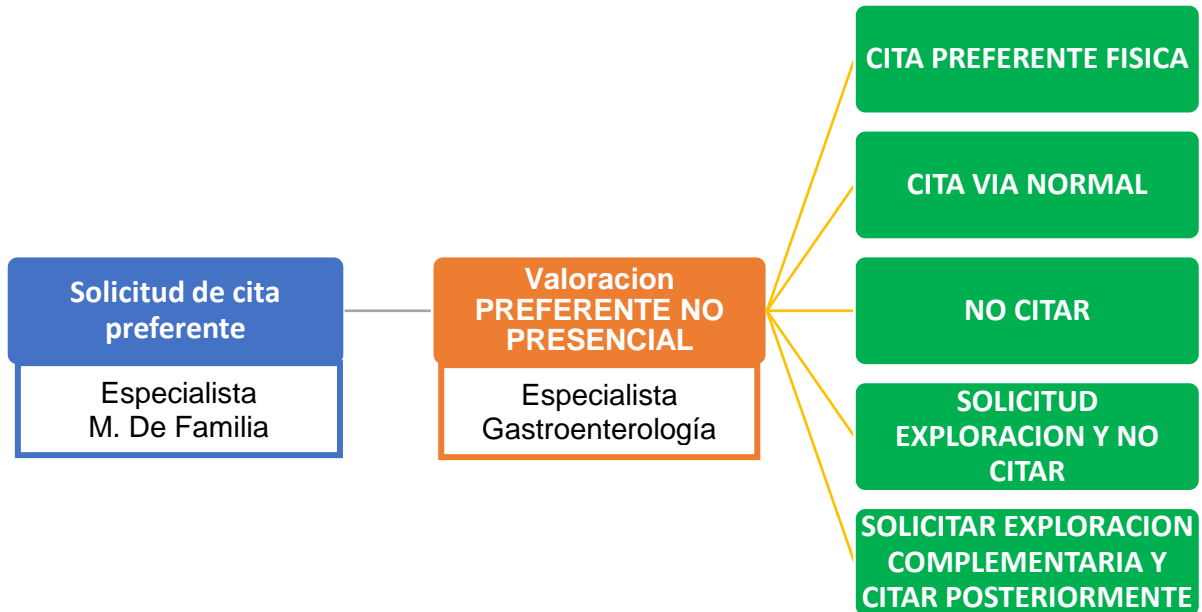 Solicitud de cita
preferente
Especialista
M. De Familia
Valoracion
PREFERENTE NO
PRESENCIAL
Especialista
Gastroenterología
CITA PREFERENTE FISICA
CITA VIA NORMAL
NO CITAR
SOLICITUD
EXPLORACION Y NO
CITAR
SOLICITAR EXPLORACION
COMPLEMENTARIA Y
CITAR POSTERIORMENTE